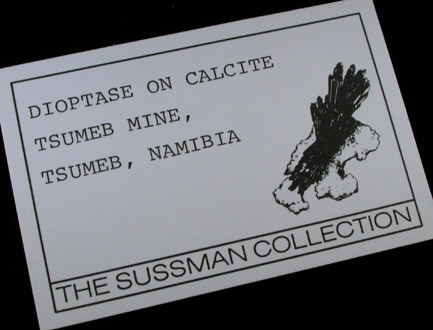 DIOPTASE ON CALCITE
TSUMEB MINE,
TSUMEB, NAMIBIA
THE SUSSMAN COLLECTION